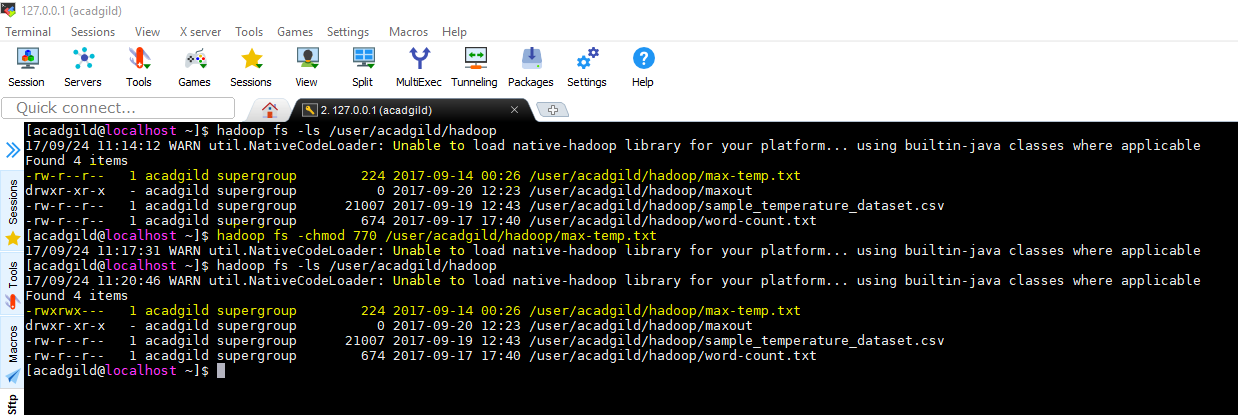 127.0.0.1 (acadgild)
Terminal Sessions View X server Tools Games Settings Macros Help
Session Servers Tools Games Sessions View Split MultiExec Tunneling Packages Settings Help
Quick connect...
2. 127.0.0.1 (acadgild)
[acadgild@localhost ~]$ hadoop fs -ls /user/acadgild/hadoop
17/09/24 11:14:12 WARN util.NativeCodeLoader: Unable to load native-hadoop library for your platform... using builtin-java classes where applicable
Found 4 items
-rw-r--r--   1 acadgild supergroup        224 2017-09-14 00:26 /user/acadgild/hadoop/max-temp.txt
drwxr-xr-x   - acadgild supergroup          0 2017-09-20 12:23 /user/acadgild/hadoop/maxout
-rw-r--r--   1 acadgild supergroup      21007 2017-09-19 12:43 /user/acadgild/hadoop/sample_temperature_dataset.csv
-rw-r--r--   1 acadgild supergroup        674 2017-09-17 17:40 /user/acadgild/hadoop/word-count.txt
[acadgild@localhost ~]$ hadoop fs -chmod 770 /user/acadgild/hadoop/max-temp.txt
17/09/24 11:17:31 WARN util.NativeCodeLoader: Unable to load native-hadoop library for your platform... using builtin-java classes where applicable
[acadgild@localhost ~]$ hadoop fs -ls /user/acadgild/hadoop
17/09/24 11:20:46 WARN util.NativeCodeLoader: Unable to load native-hadoop library for your platform... using builtin-java classes where applicable
Found 4 items
-rwxrwx---   1 acadgild supergroup        224 2017-09-14 00:26 /user/acadgild/hadoop/max-temp.txt
drwxr-xr-x   - acadgild supergroup          0 2017-09-20 12:23 /user/acadgild/hadoop/maxout
-rw-r--r--   1 acadgild supergroup      21007 2017-09-19 12:43 /user/acadgild/hadoop/sample_temperature_dataset.csv
-rw-r--r--   1 acadgild supergroup        674 2017-09-17 17:40 /user/acadgild/hadoop/word-count.txt
[acadgild@localhost ~]$
Sessions
Tools
Macros
Sftp